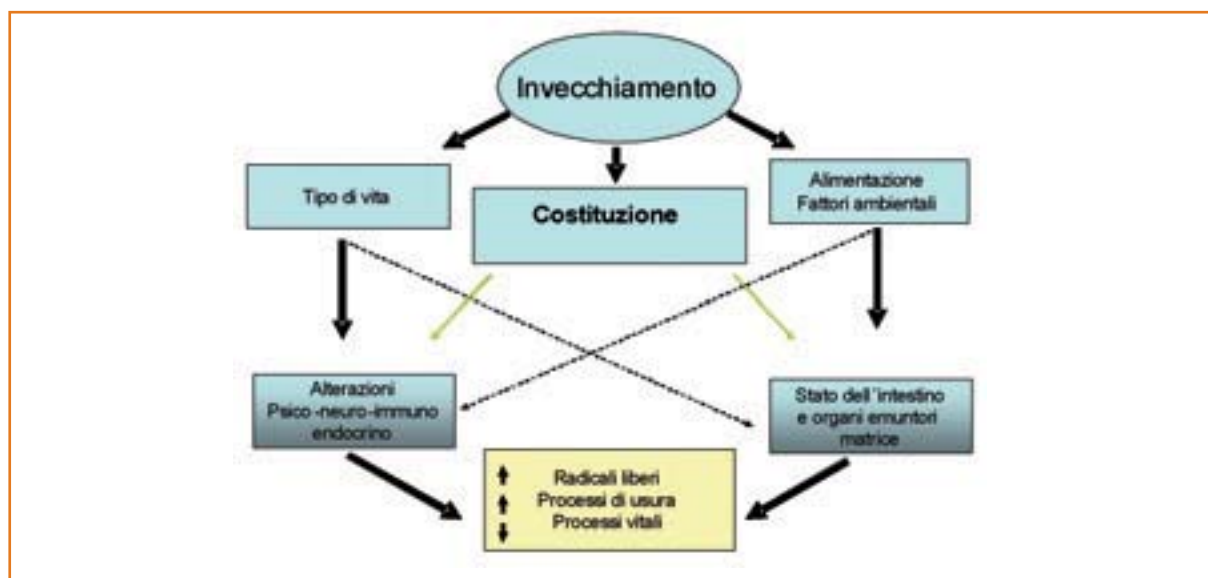 Invecchiamento
Tipo di vita
Costituzione
Alimentazione
Fattori ambientali
Alterazioni
Psico-neuro-immuno
endocrino
Stato dell'intestino
e organi emuntori
matrice
Radicali liberi
Processi di usura
Processi vitali